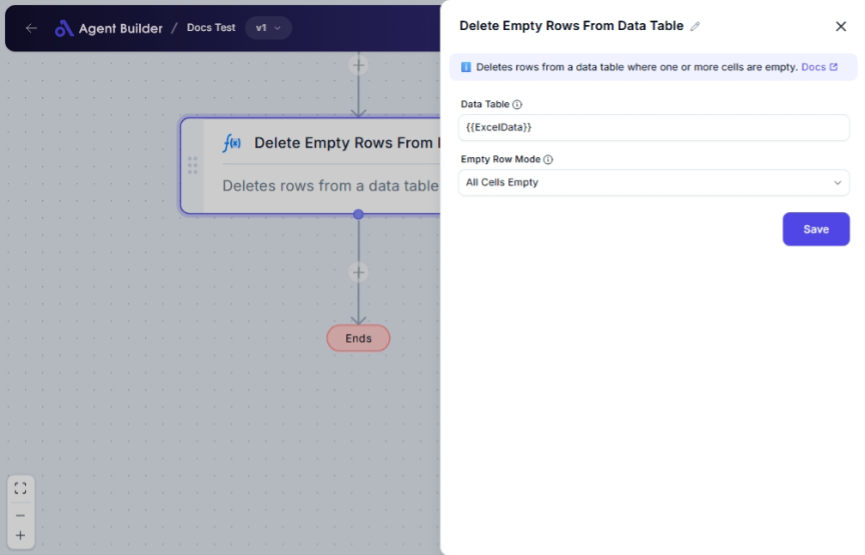 Agent Builder / Docs Test v1
Delete Empty Rows From
Deletes rows from a data table
Ends
Delete Empty Rows From Data Table
Deletes rows from a data table where one or more cells are empty. Docs
Data Table
{{ExcelData}}
Empty Row Mode
All Cells Empty
Save